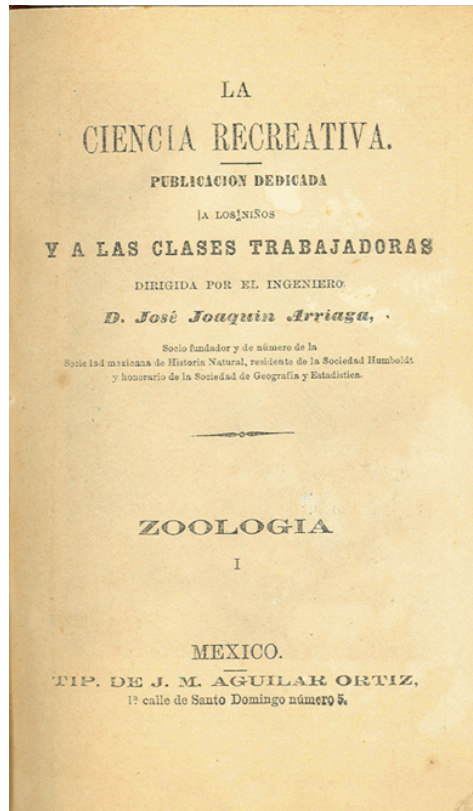 LA
CIENCIA RECREATIVA.
PUBLICACION DEDICADA
A LOS NIÑOS
Y A LAS CLASES TRABAJADORAS
DIRIGIDA POR EL INGENIERO
D. José Joaquin Arriaga,
Socio fundador y de número de la
Sociedad mexicana de Historia Natural, residente de la Sociedad Humboldt
y honorario de la Sociedad de Geografía y Estadistica.
ZOOLOGIA
I
MEXICO.
TIP. DE J. M. AGUILAR ORTIZ,
1ª calle de Santo Domingo número 5.